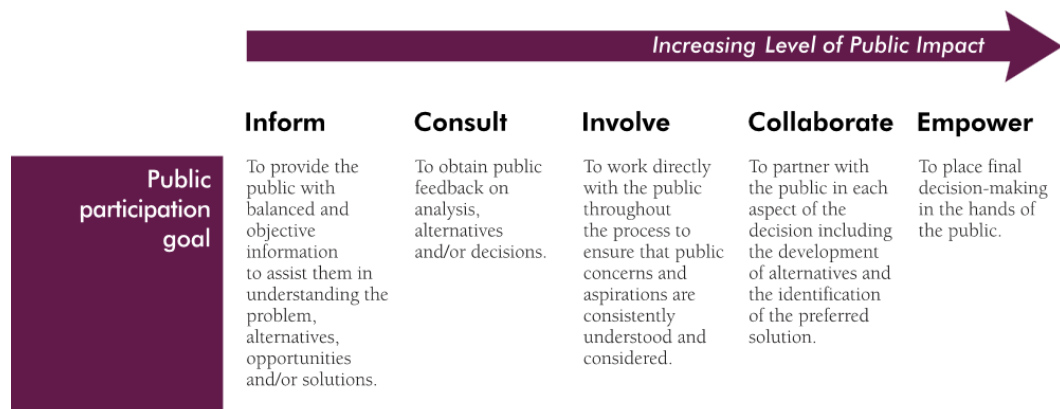 Increasing Level of Public Impact
Inform
Consult
Involve
Collaborate
Empower
Public
participation
goal
To provide the
public with
balanced and
objective
information
to assist them in
understanding the
problem,
alternatives,
opportunities
and/or solutions.
To obtain public
feedback on
analysis,
alternatives
and/or decisions.
To work directly
with the public
throughout
the process to
ensure that public
concerns and
aspirations are
consistently
understood and
considered.
To partner with
the public in each
aspect of the
decision including
the development
of alternatives and
the identification
of the preferred
solution.
To place final
decision-making
in the hands of
the public.